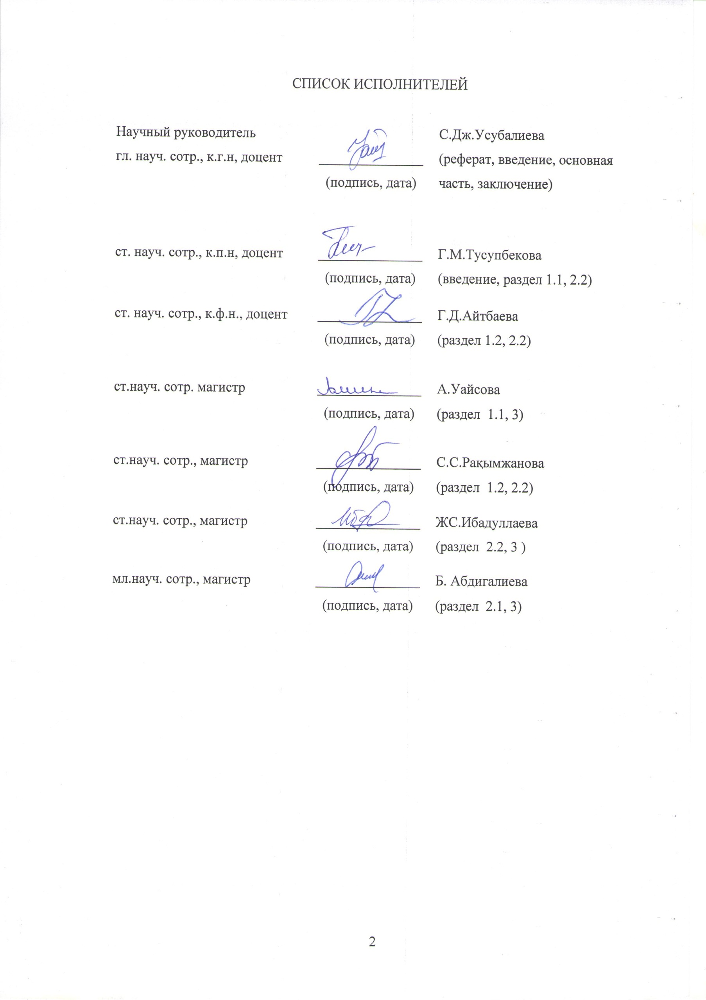 СПИСОК ИСПОЛНИТЕЛЕЙ
Научный руководитель С.Дж.Усубалиева
гл. науч. сотр., к.г.н, доцент (реферат, введение, основная
(подпись, дата) часть, заключение)
ст. науч. сотр., к.п.н, доцент Г.М.Тусупбекова
(подпись, дата) (введение, раздел 1.1, 2.2)
ст. науч. сотр., к.ф.н., доцент Г.Д.Айтбаева
(подпись, дата) (раздел 1.2, 2.2)
ст.науч. сотр. магистр А.Уайсова
(подпись, дата) (раздел 1.1, 3)
ст.науч. сотр., магистр С.С.Рақымжанова
(подпись, дата) (раздел 1.2, 2.2)
ст.науч. сотр., магистр ЖС.Ибадуллаева
(подпись, дата) (раздел 2.2, 3 )
мл.науч. сотр., магистр Б. Абдигалиева
(подпись, дата) (раздел 2.1, 3)
2